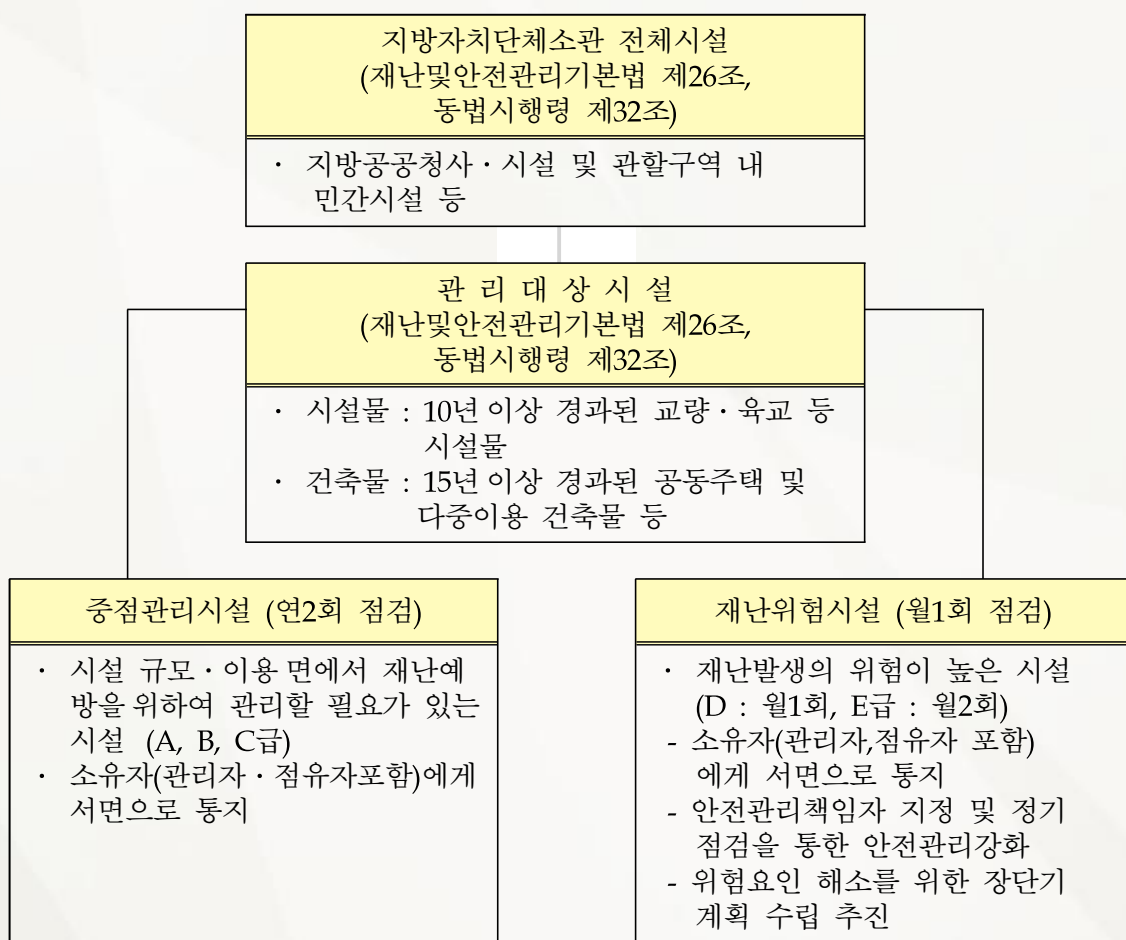 지방자치단체소관 전체시설
(재난및안전관리기본법 제26조,
동법시행령 제32조)
· 지방공공청사·시설 및 관할구역 내
민간시설 등
관 리 대 상 시 설
(재난및안전관리기본법 제26조,
동법시행령 제32조)
· 시설물 : 10년 이상 경과된 교량·육교 등
시설물
· 건축물 : 15년 이상 경과된 공동주택 및
다중이용 건축물 등
중점관리시설 (연2회 점검)
· 시설 규모·이용 면에서 재난예
방을 위하여 관리할 필요가 있는
시설 (A, B, C급)
· 소유자(관리자·점유자포함)에게
서면으로 통지
재난위험시설 (월1회 점검)
· 재난발생의 위험이 높은 시설
(D : 월1회, E급 : 월2회)
- 소유자(관리자,점유자 포함)
에게 서면으로 통지
- 안전관리책임자 지정 및 정기
점검을 통한 안전관리강화
- 위험요인 해소를 위한 장단기
계획 수립 추진